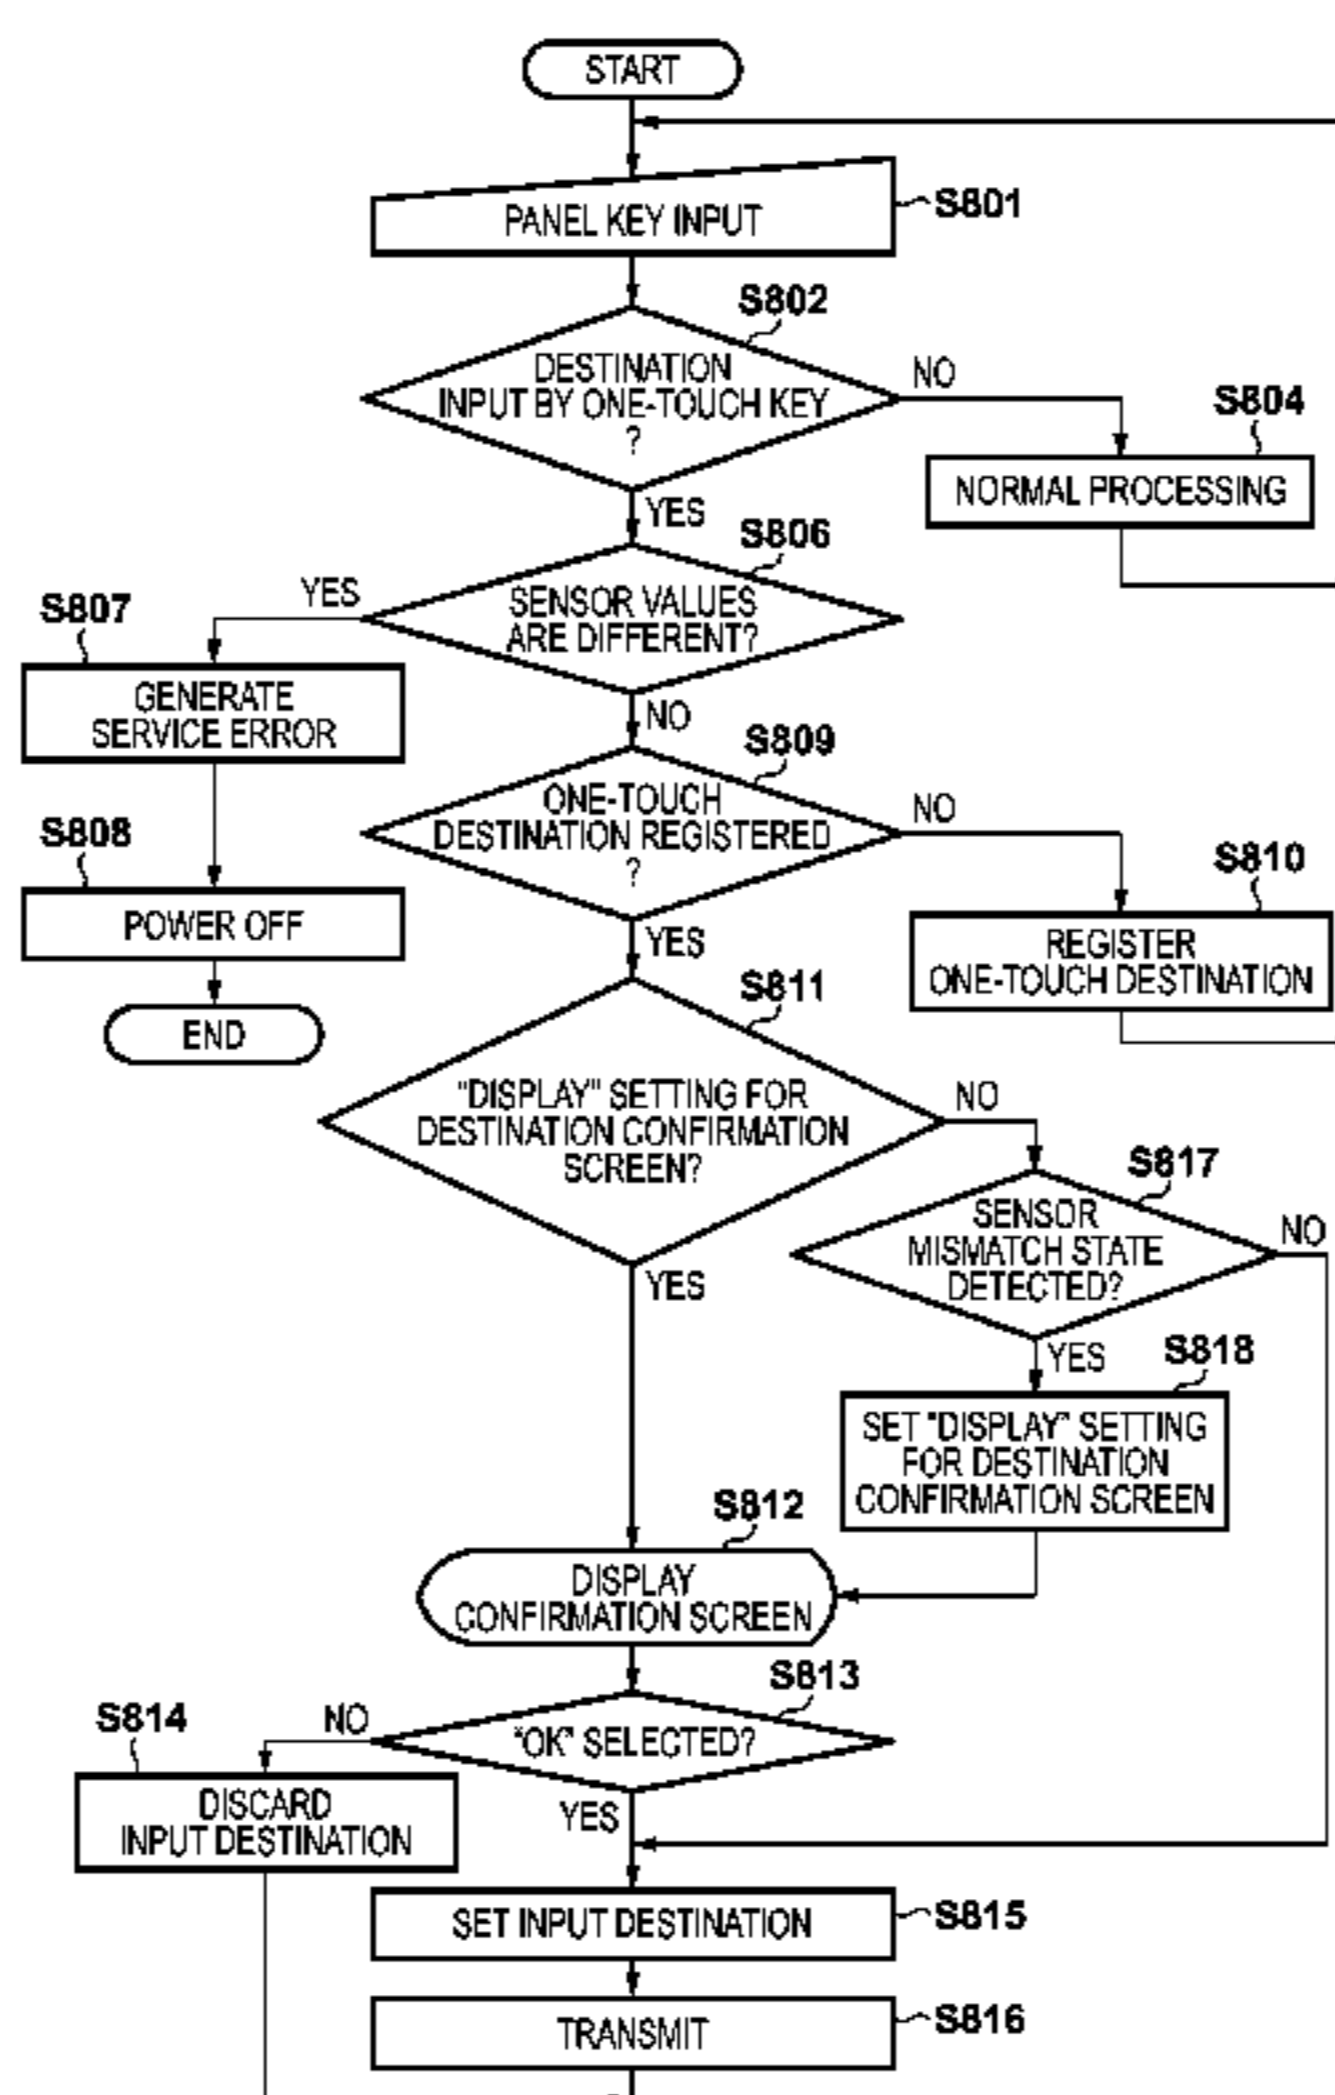 START
PANEL KEY INPUT
S801
S802
DESTINATION
INPUT BY ONE-TOUCH KEY
?
NO
S804
NORMAL PROCESSING
YES
S806
SENSOR VALUES
ARE DIFFERENT?
YES
S807
GENERATE
SERVICE ERROR
NO
S808
POWER OFF
END
S809
ONE-TOUCH
DESTINATION REGISTERED
?
NO
S810
REGISTER
ONE-TOUCH DESTINATION
YES
S811
"DISPLAY" SETTING FOR
DESTINATION CONFIRMATION
SCREEN?
NO
S817
SENSOR
MISMATCH STATE
DETECTED?
NO
YES
YES
S818
SET "DISPLAY" SETTING
FOR DESTINATION
CONFIRMATION SCREEN
S812
DISPLAY
CONFIRMATION SCREEN
S813
"OK" SELECTED?
NO
S814
DISCARD
INPUT DESTINATION
YES
SET INPUT DESTINATION
S815
TRANSMIT
S816